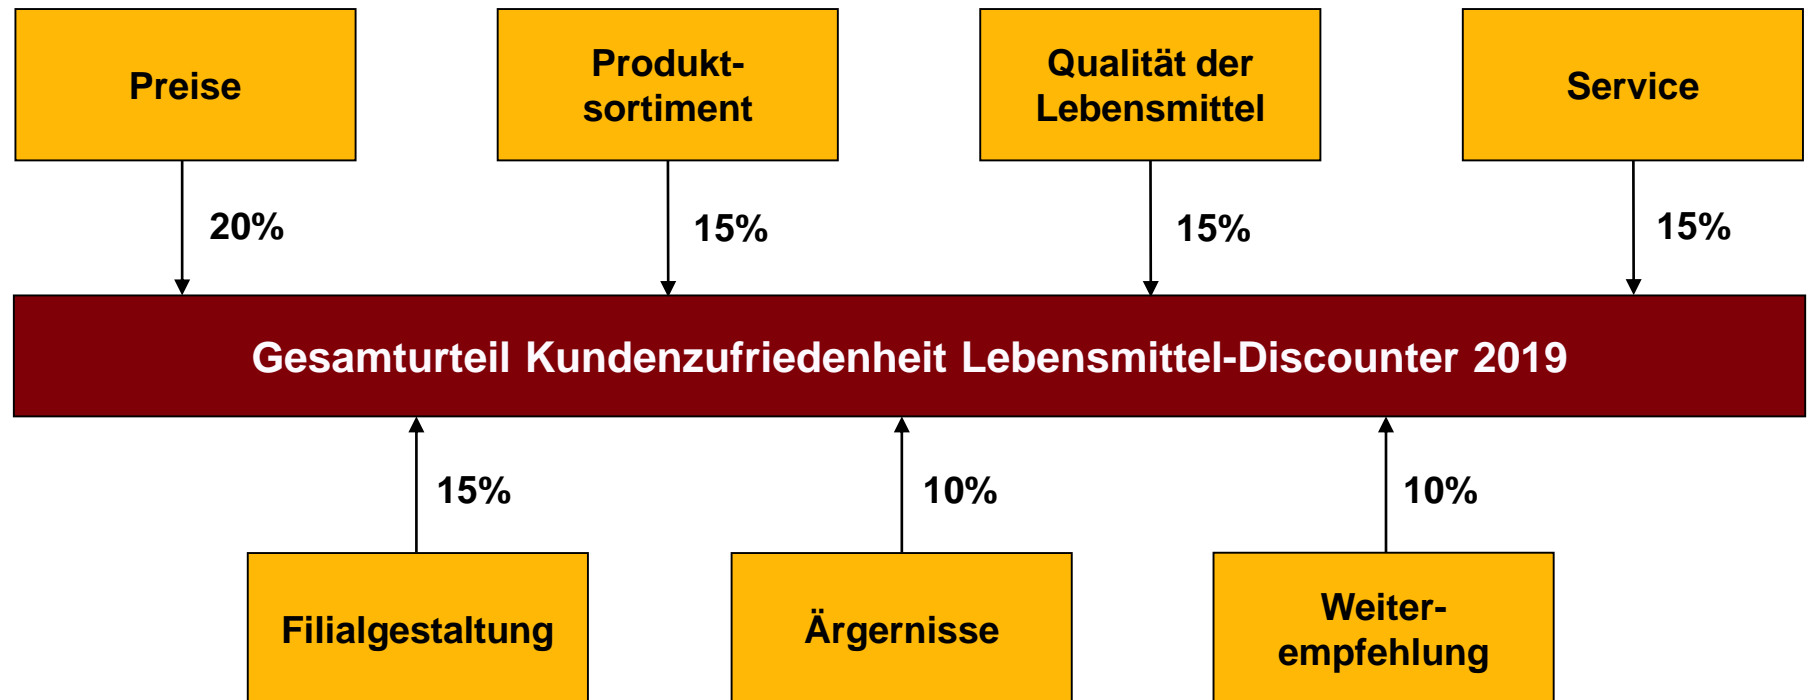 Preise
Produkt-
sortiment
Qualität der
Lebensmittel
Service
20%
15%
15%
15%
Gesamturteil Kundenzufriedenheit Lebensmittel-Discounter 2019
15%
10%
10%
Filialgestaltung
Ärgernisse
Weiter-
empfehlung